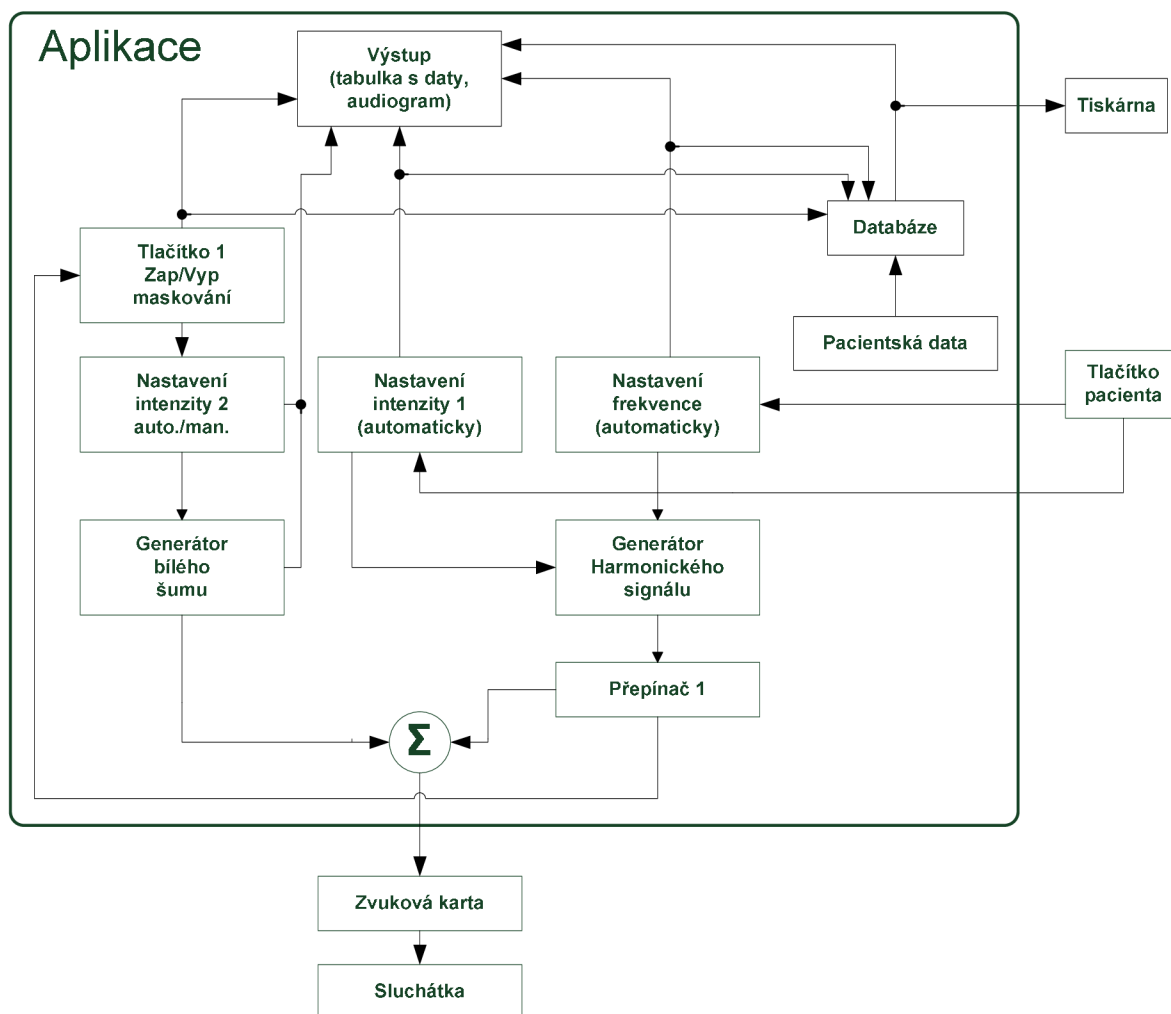 Aplikace
Výstup
(tabulka s daty,
audiogram)
Tiskárna
Tlačítko 1
Zap/Vyp
maskování
Databáze
Pacientská data
Nastavení
intenzity 2
auto./man.
Nastavení
intenzity 1
(automaticky)
Nastavení
frekvence
(automaticky)
Tlačítko
pacienta
Generátor
bílého
šumu
Generátor
Harmonického
signálu
Přepínač 1
Σ
Zvuková karta
Sluchátka